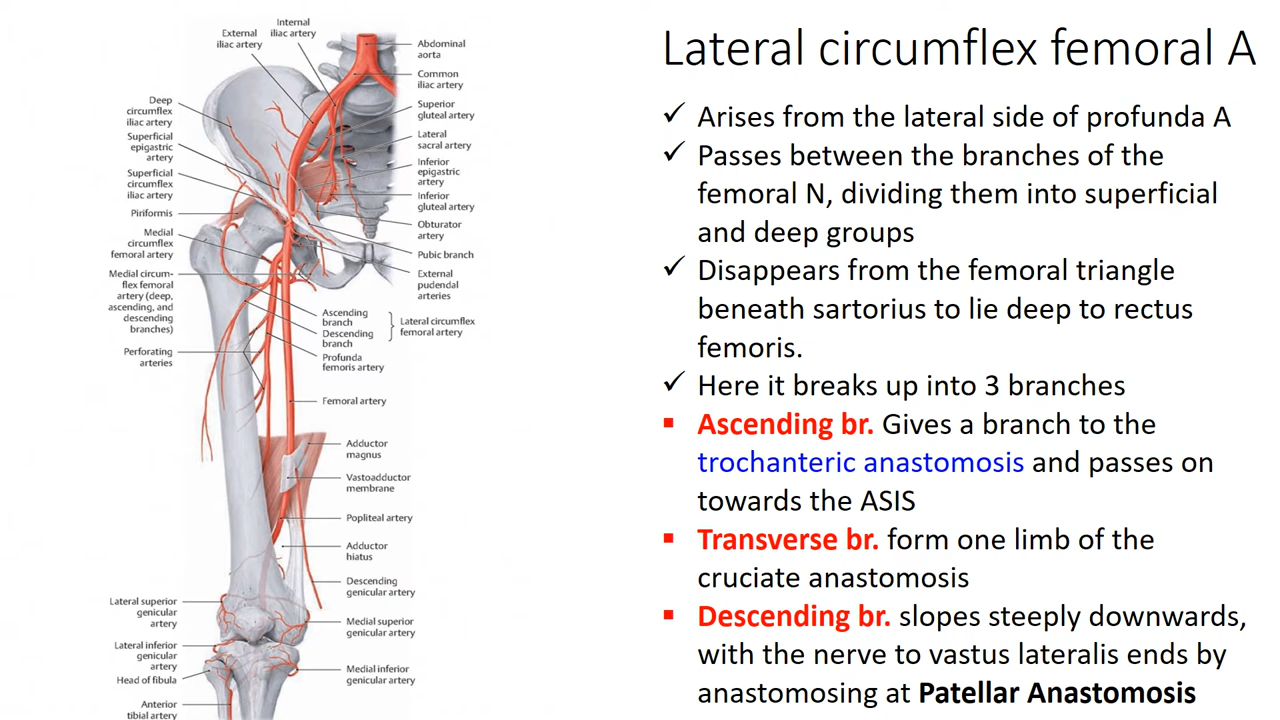 Internal
iliac artery
External
iliac artery
Abdominal
aorta
Common
iliac artery
Superior
gluteal artery
Lateral
sacral artery
Inferior
epigastric
artery
Inferior
gluteal artery
Obturator
artery
Pubic branch
External
pudendal
arteries
Deep
circumflex
iliac artery
Superficial
epigastric
artery
Superficial
circumflex
iliac artery
Piriformis
Medial
circumflex
femoral artery
Medial circum-
flex femoral
artery (deep,
ascending, and
descending
branches)
Perforating
arteries
Ascending
branch
Descending
branch
Lateral circumflex
femoral artery
Profunda
femoris artery
Femoral artery
Adductor
magnus
Vastoadductor
membrane
Popliteal artery
Adductor
hiatus
Descending
genicular artery
Medial superior
genicular artery
Medial inferior
genicular artery
Lateral superior
genicular
artery
Lateral inferior
genicular
artery
Head of fibula
Anterior
tibial artery
Lateral circumflex femoral A
✓ Arises from the lateral side of profunda A
✓ Passes between the branches of the
femoral N, dividing them into superficial
and deep groups
✓ Disappears from the femoral triangle
beneath sartorius to lie deep to rectus
femoris.
✓ Here it breaks up into 3 branches
▪ Ascending br. Gives a branch to the
trochanteric anastomosis and passes on
towards the ASIS
▪ Transverse br. form one limb of the
cruciate anastomosis
▪ Descending br. slopes steeply downwards,
with the nerve to vastus lateralis ends by
anastomosing at Patellar Anastomosis